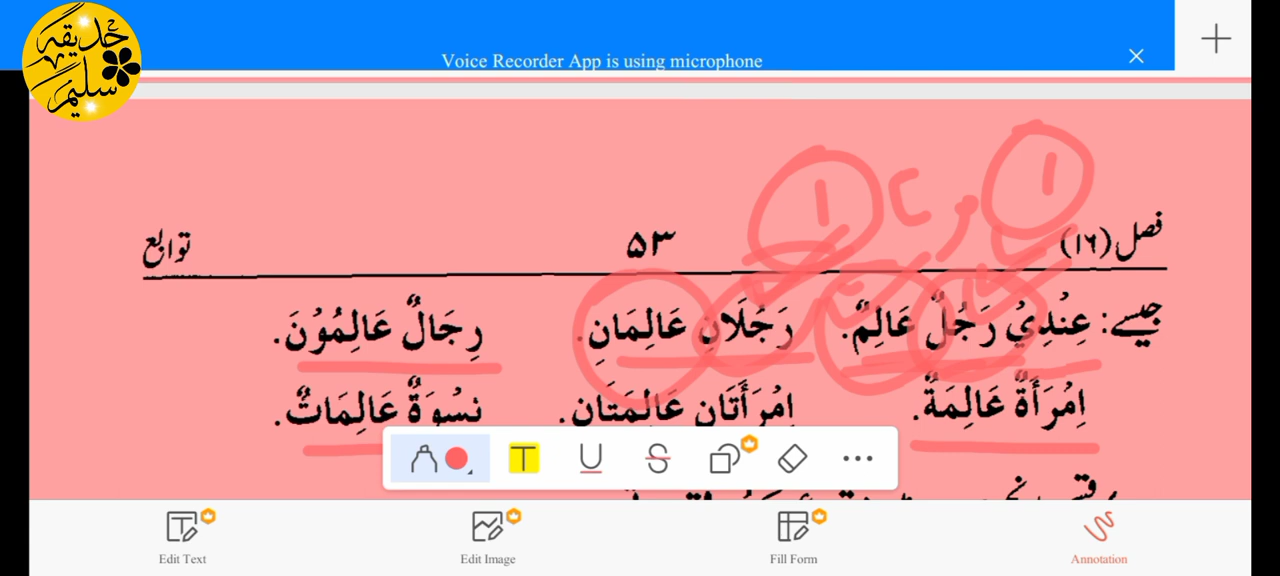 حدیقہ
سلیم
Voice Recorder App is using microphone
فصل (١٦) ۵۳ توابع
جیسے: عِنْدِيْ رَجُلٌ عَالِمٌ. رَجُلَانِ عَالِمَانِ. رِجَالٌ عَالِمُوْنَ.
اِمْرَأَةٌ عَالِمَةٌ. اِمْرَأَتَانِ عَالِمَتَانِ. نِسْوَةٌ عَالِمَاتٌ.
T
U
S
Edit Text
Edit Image
Fill Form
Annotation